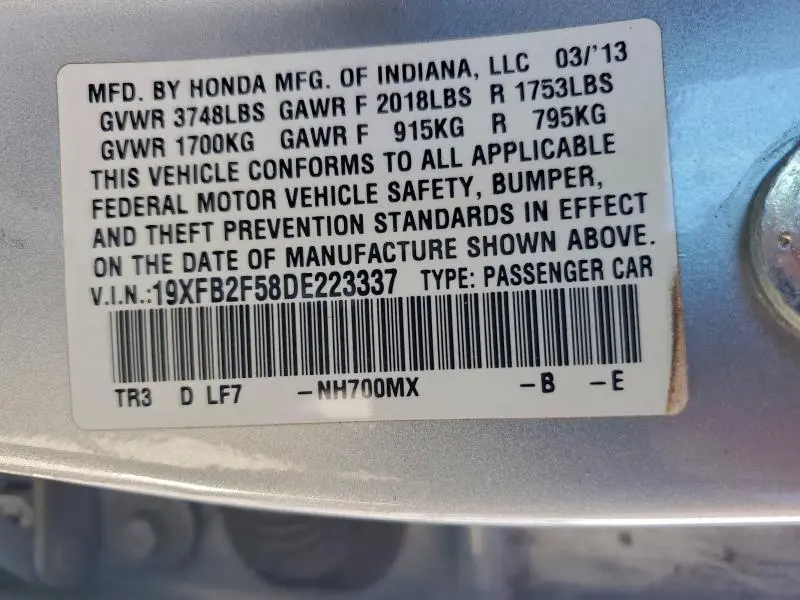 MFD. BY HONDA MFG. OF INDIANA, LLC 03/'13
GVWR 3748LBS GAWR F 2018LBS R 1753LBS
GVWR 1700KG GAWR F 915KG R 795KG
THIS VEHICLE CONFORMS TO ALL APPLICABLE
FEDERAL MOTOR VEHICLE SAFETY, BUMPER,
AND THEFT PREVENTION STANDARDS IN EFFECT
ON THE DATE OF MANUFACTURE SHOWN ABOVE.
V.I.N.:19XFB2F58DE223337 TYPE: PASSENGER CAR
TR3 D LF7 -NH700MX -B -E